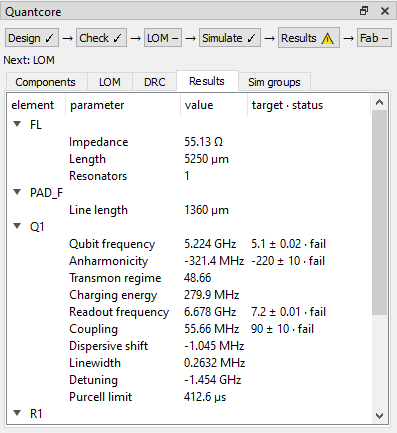 Quantcore
Design ✓ → Check ✓ → LOM – → Simulate ✓ → Results ⚠ → Fab –
Next: LOM
Components LOM DRC Results Sim groups
element parameter value target · status
FL
Impedance 55.13 Ω
Length 5250 µm
Resonators 1
PAD_F
Line length 1360 µm
Q1
Qubit frequency 5.224 GHz 5.1 ± 0.02 · fail
Anharmonicity -321.4 MHz -220 ± 10 · fail
Transmon regime 48.66
Charging energy 279.9 MHz
Readout frequency 6.678 GHz 7.2 ± 0.01 · fail
Coupling 55.66 MHz 90 ± 10 · fail
Dispersive shift -1.045 MHz
Linewidth 0.2632 MHz
Detuning -1.454 GHz
Purcell limit 412.6 µs
R1